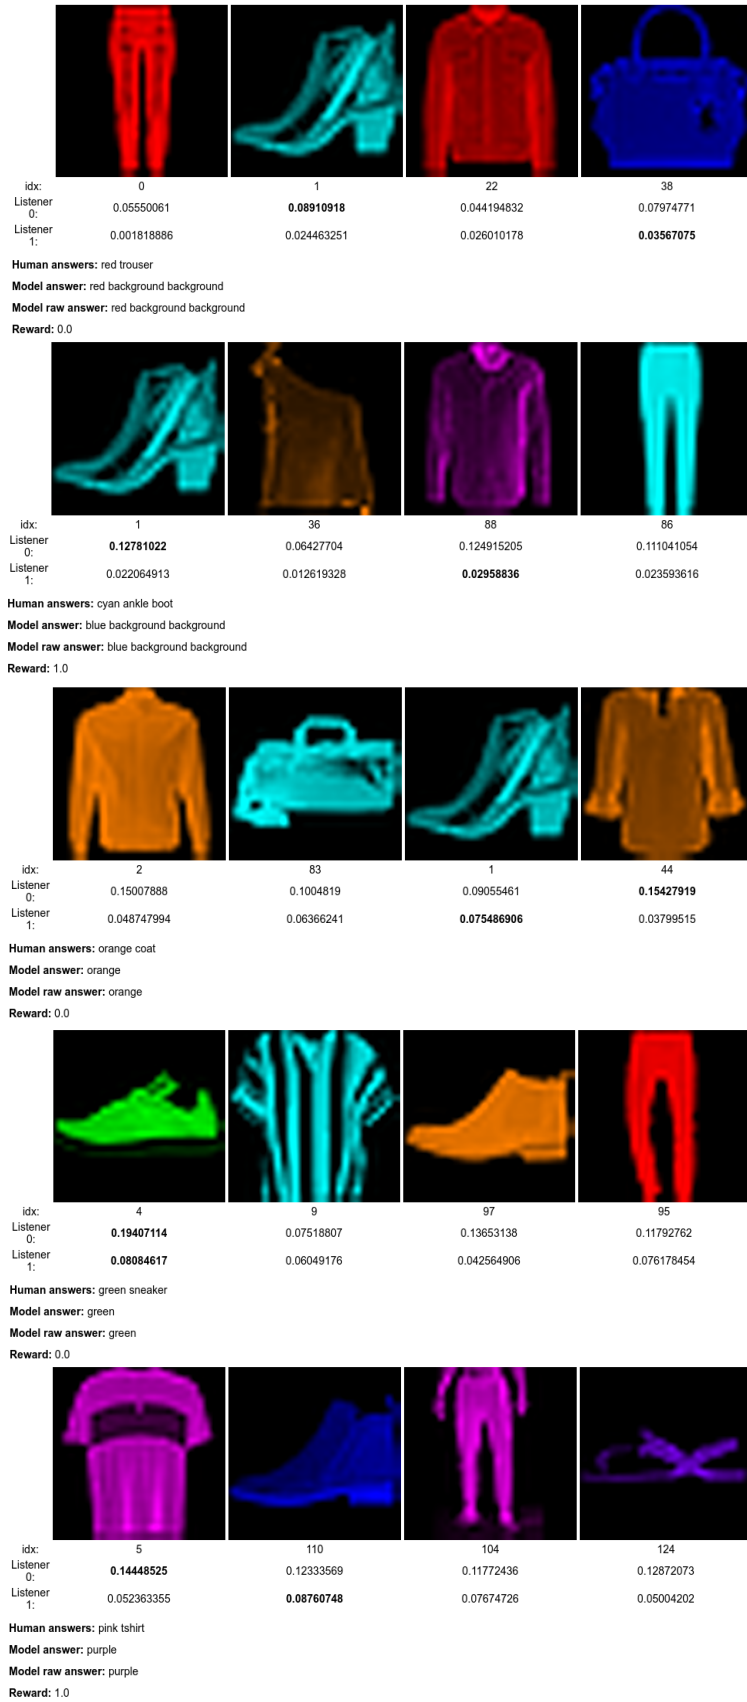 idx: 0 1 22 38
Listener 0: 0.05550061 0.08910918 0.044194832 0.07974771
Listener 1: 0.001818886 0.024463251 0.026010178 0.03567075
Human answers: red trouser
Model answer: red background background
Model raw answer: red background background
Reward: 0.0
idx: 1 36 88 86
Listener 0: 0.12781022 0.06427704 0.124915205 0.111041054
Listener 1: 0.022064913 0.012619328 0.02958836 0.023593616
Human answers: cyan ankle boot
Model answer: blue background background
Model raw answer: blue background background
Reward: 1.0
idx: 2 83 1 44
Listener 0: 0.15007888 0.1004819 0.09055461 0.15427919
Listener 1: 0.048747994 0.06366241 0.075486906 0.03799515
Human answers: orange coat
Model answer: orange
Model raw answer: orange
Reward: 0.0
idx: 4 9 97 95
Listener 0: 0.19407114 0.07518807 0.13653138 0.11792762
Listener 1: 0.08084617 0.06049176 0.042564906 0.076178454
Human answers: green sneaker
Model answer: green
Model raw answer: green
Reward: 0.0
idx: 5 110 104 124
Listener 0: 0.14448525 0.12333569 0.11772436 0.12872073
Listener 1: 0.052363355 0.08760748 0.07674726 0.05004202
Human answers: pink tshirt
Model answer: purple
Model raw answer: purple
Reward: 1.0